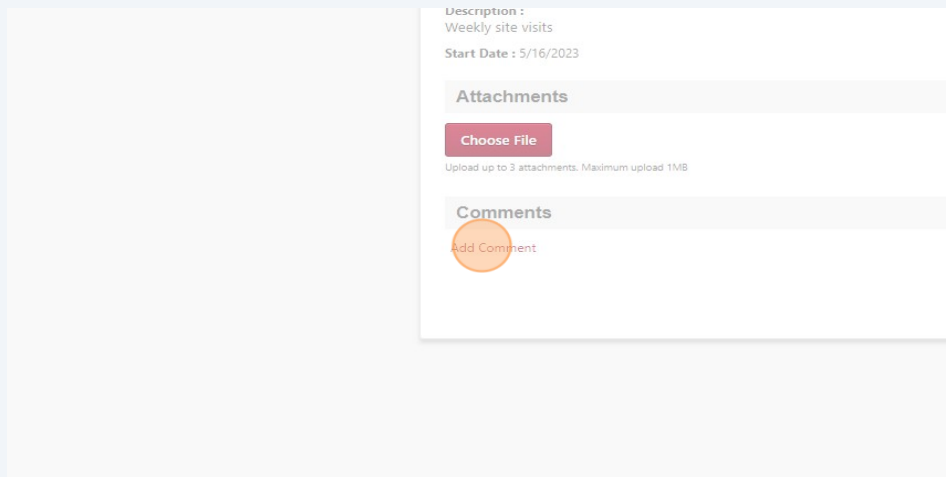 Description :
Weekly site visits
Start Date : 5/16/2023
Attachments
Choose File
Upload up to 3 attachments. Maximum upload 1MB
Comments
Add Comment